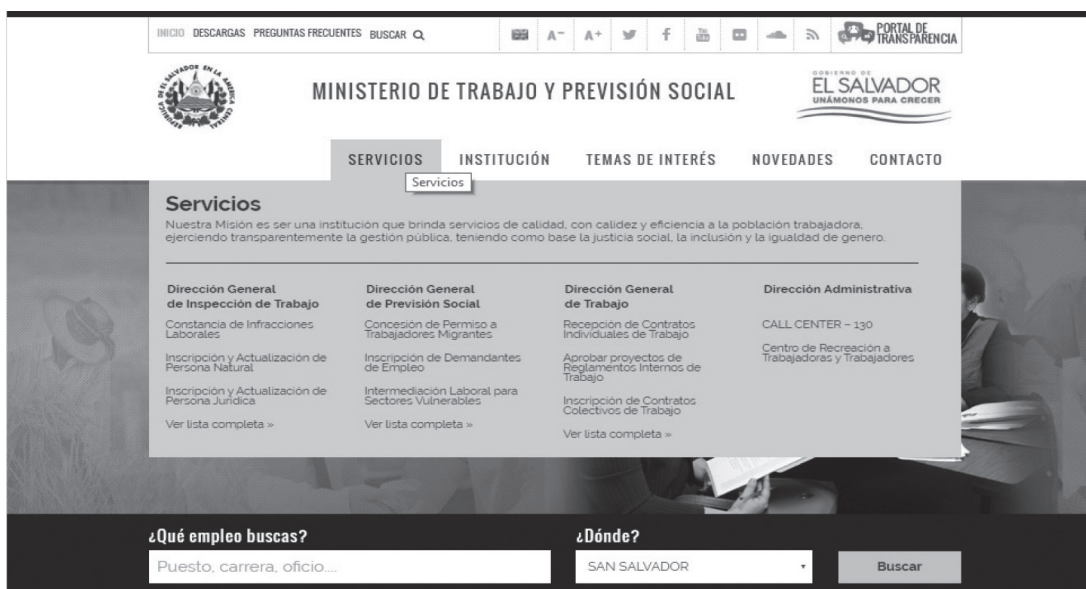 INICIO DESCARGAS PREGUNTAS FRECUENTES BUSCAR
A- A+
PORTAL DE
TRANSPARENCIA
REPÚBLICA DE EL SALVADOR EN LA AMERICA CENTRAL
MINISTERIO DE TRABAJO Y PREVISIÓN SOCIAL
GOBIERNO DE
EL SALVADOR
UNÁMONOS PARA CRECER
SERVICIOS INSTITUCIÓN TEMAS DE INTERÉS NOVEDADES CONTACTO
Servicios
Servicios
Nuestra Misión es ser una institución que brinda servicios de calidad, con calidez y eficiencia a la población trabajadora,
ejerciendo transparentemente la gestión pública, teniendo como base la justicia social, la inclusión y la igualdad de genero.
Dirección General
de Inspección de Trabajo
Constancia de Infracciones
Laborales
Inscripción y Actualización de
Persona Natural
Inscripción y Actualización de
Persona Jurídica
Ver lista completa »
Dirección General
de Previsión Social
Concesión de Permiso a
Trabajadores Migrantes
Inscripción de Demandantes
de Empleo
Intermediación Laboral para
Sectores Vulnerables
Ver lista completa »
Dirección General
de Trabajo
Recepción de Contratos
Individuales de Trabajo
Aprobar proyectos de
Reglamentos Internos de
Trabajo
Inscripción de Contratos
Colectivos de Trabajo
Ver lista completa »
Dirección Administrativa
CALL CENTER – 130
Centro de Recreación a
Trabajadoras y Trabajadores
¿Qué empleo buscas?
Puesto, carrera, oficio....
¿Dónde?
SAN SALVADOR
Buscar